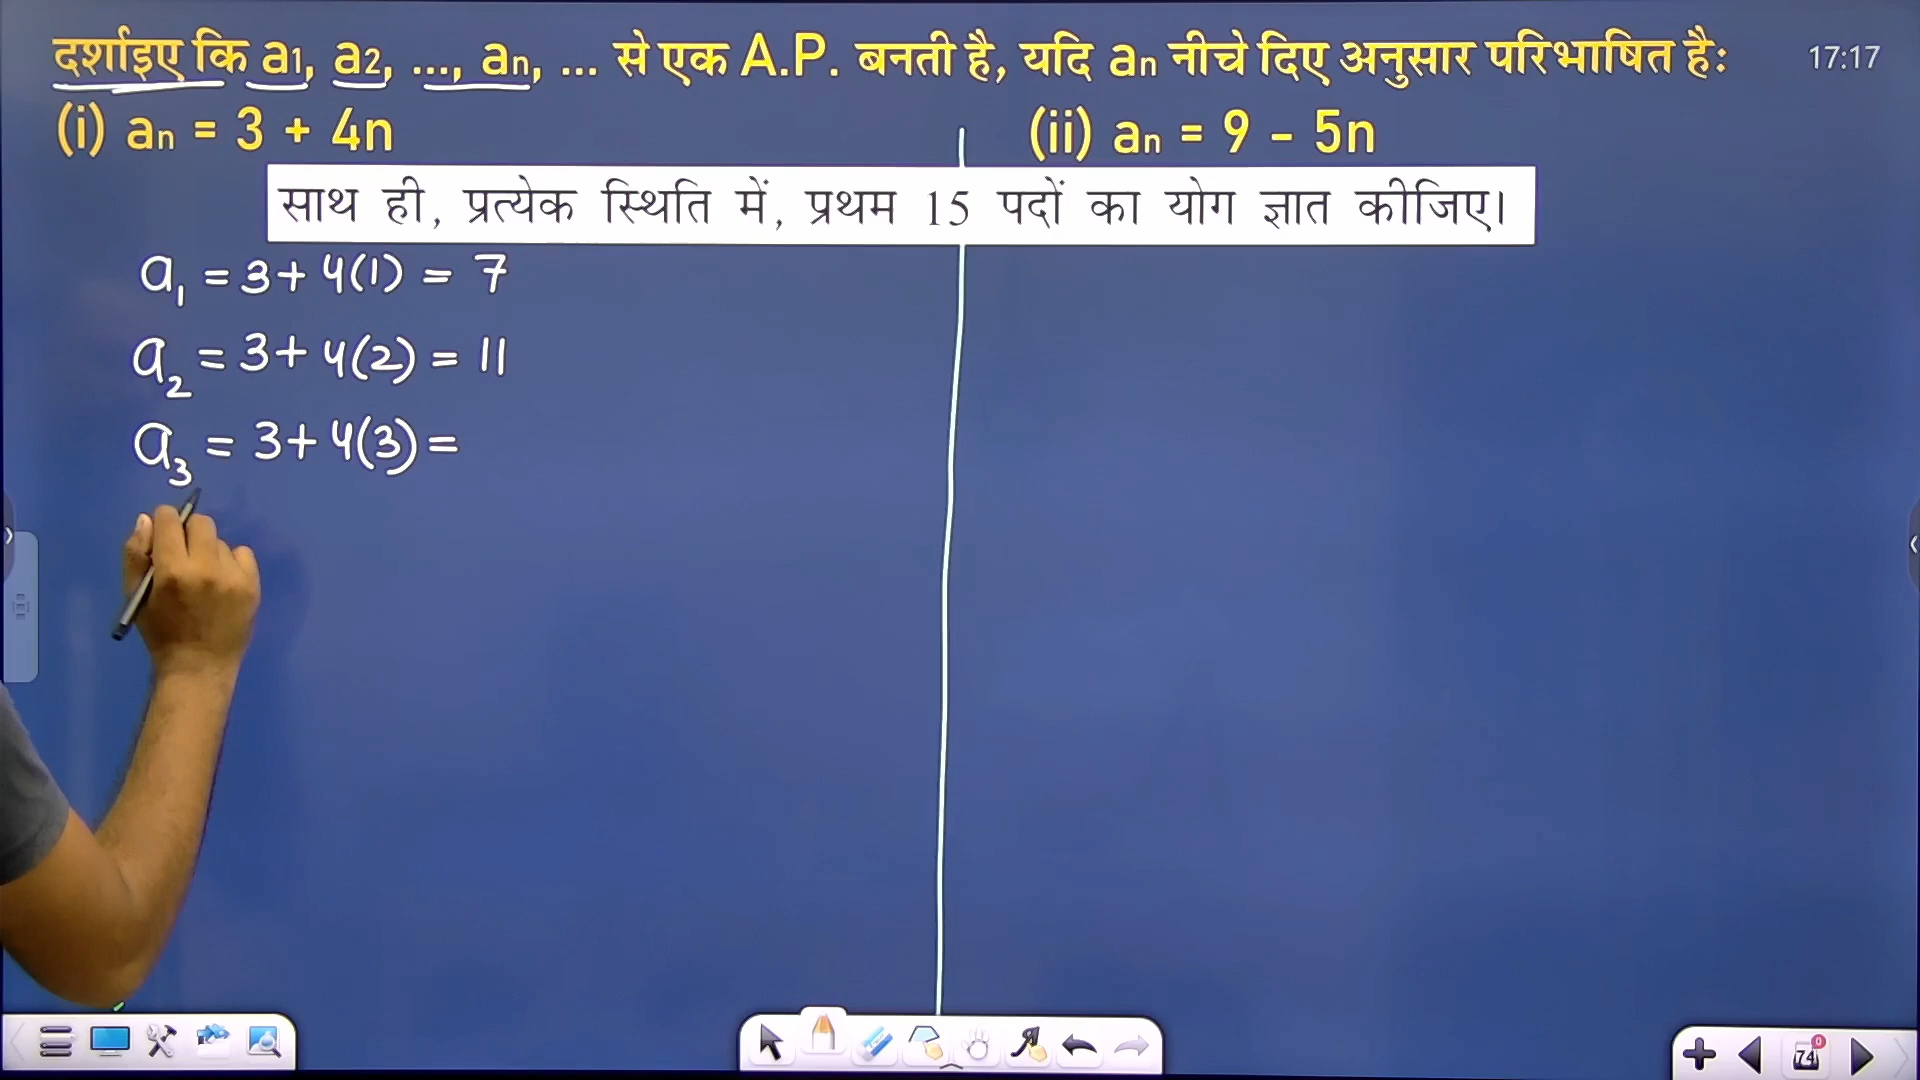 दर्शाइए कि a1, a2, ..., an, ... से एक A.P. बनती है, यदि an नीचे दिए अनुसार परिभाषित है:
17:17
(i) an = 3 + 4n
(ii) an = 9 - 5n
साथ ही, प्रत्येक स्थिति में, प्रथम 15 पदों का योग ज्ञात कीजिए।
a1 = 3 + 4(1) = 7
a2 = 3 + 4(2) = 11
a3 = 3 + 4(3) =
74
0